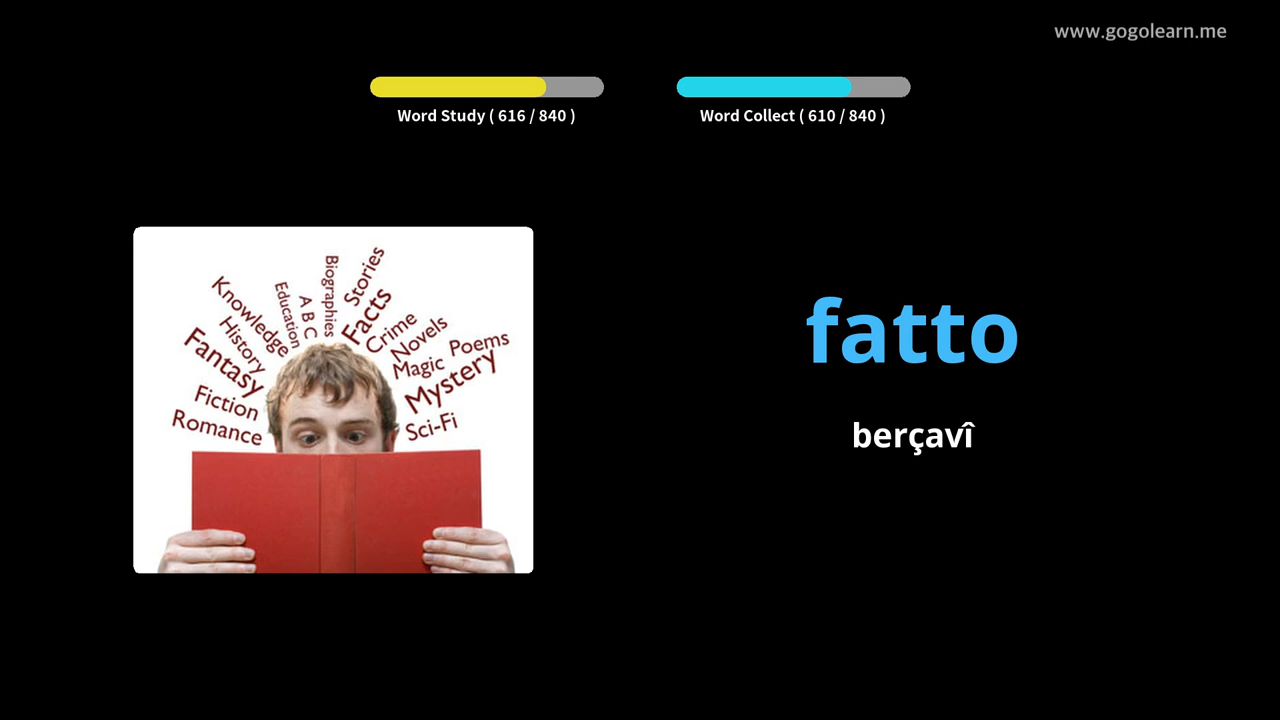 www.gogolearn.me
Word Study ( 616 / 840 )
Word Collect ( 610 / 840 )
Knowledge
Education
A B C
Biographies
Stories
Facts
History
Crime
Novels
Fantasy
Magic
Poems
Mystery
Fiction
Romance
Sci-Fi
fatto
berçavî